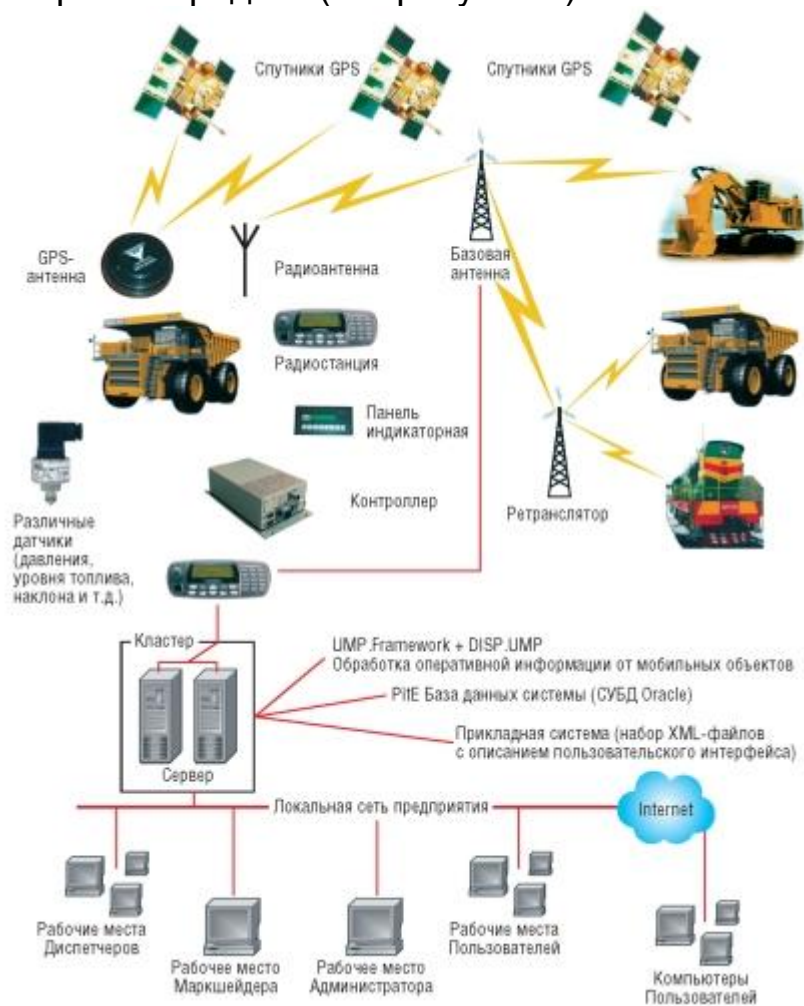 Спутники GPS
Спутники GPS
GPS-
антенна
Радиоантенна
Базовая
антенна
Радиостанция
Панель
индикаторная
Контроллер
Ретранслятор
Различные
датчики
(давления,
уровня топлива,
наклона и т.д.)
Кластер
UMP.Framework + DISP.UMP
Обработка оперативной информации от мобильных объектов
PitE База данных системы (СУБД Oracle)
Прикладная система (набор XML-файлов
с описанием пользовательского интерфейса)
Сервер
Локальная сеть предприятия
Internet
Рабочие места
Диспетчеров
Рабочее место
Маркшейдера
Рабочее место
Администратора
Рабочие места
Пользователей
Компьютеры
Пользователей